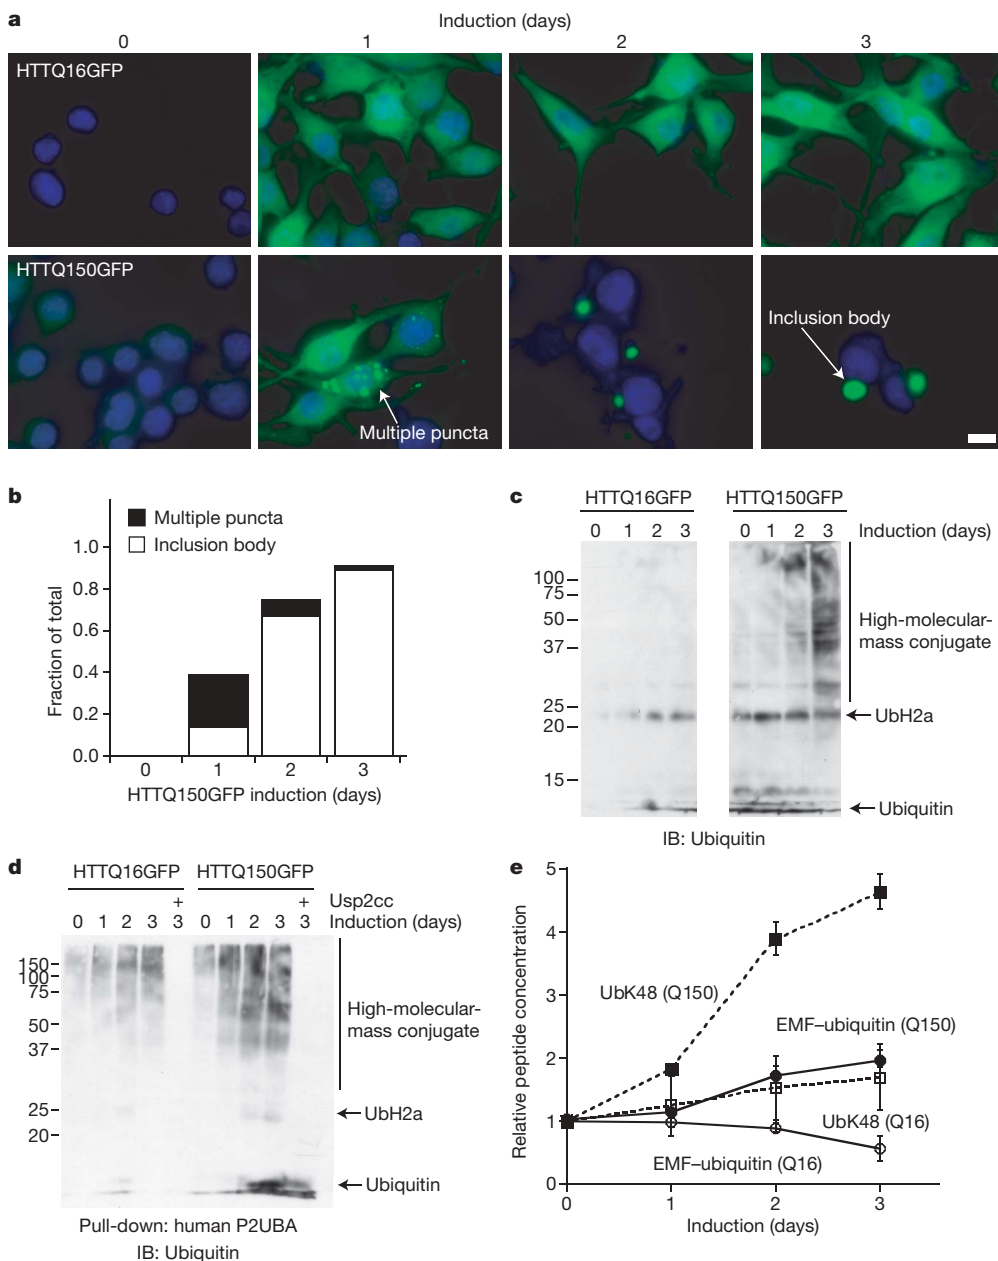 a
Induction (days)
0 1 2 3
HTTQ16GFP
HTTQ150GFP
Multiple puncta
Inclusion body
b
Multiple puncta
Inclusion body
1.0
0.8
0.6
0.4
0.2
0.0
Fraction of total
0 1 2 3
HTTQ150GFP induction (days)
c
HTTQ16GFP HTTQ150GFP
0 1 2 3 0 1 2 3 Induction (days)
100
75
50
37
25
20
15
High-molecular-
mass conjugate
UbH2a
Ubiquitin
IB: Ubiquitin
d
HTTQ16GFP HTTQ150GFP
+ + Usp2cc
0 1 2 3 3 0 1 2 3 3 Induction (days)
150
100
75
50
37
25
20
High-molecular-
mass conjugate
UbH2a
Ubiquitin
Pull-down: human P2UBA
IB: Ubiquitin
e
5
4
3
2
1
0
Relative peptide concentration
UbK48 (Q150)
EMF–ubiquitin (Q150)
UbK48 (Q16)
EMF–ubiquitin (Q16)
0 1 2 3
Induction (days)